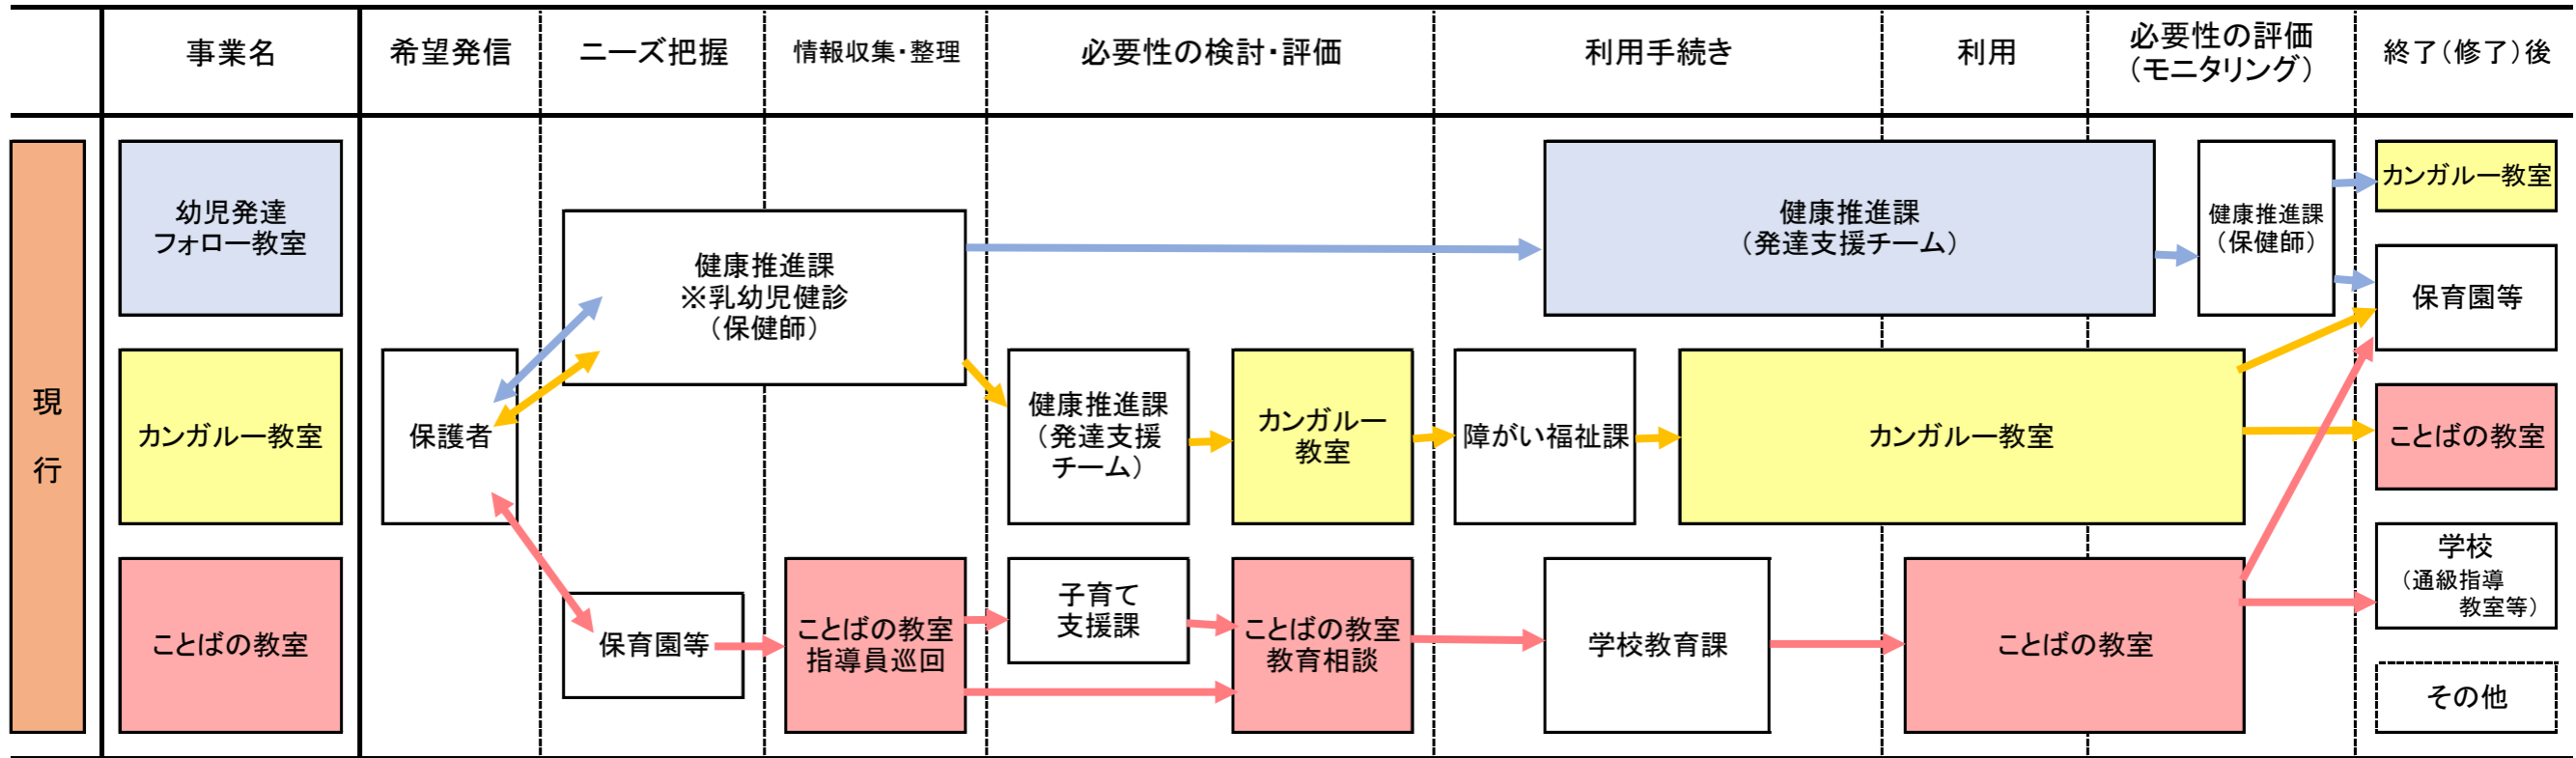 事業名
希望発信
ニーズ把握
情報収集・整理
必要性の検討・評価
利用手続き
利用
必要性の評価
（モニタリング）
終了（修了）後
現
行
幼児発達
フォロー教室
カンガルー教室
ことばの教室
保護者
健康推進課
※乳幼児健診
（保健師）
保育園等
ことばの教室
指導員巡回
健康推進課
（発達支援
チーム）
カンガルー
教室
子育て
支援課
ことばの教室
教育相談
健康推進課
（発達支援チーム）
障がい福祉課
カンガルー教室
学校教育課
ことばの教室
健康推進課
（保健師）
カンガルー教室
保育園等
ことばの教室
学校
（通級指導
教室等）
その他